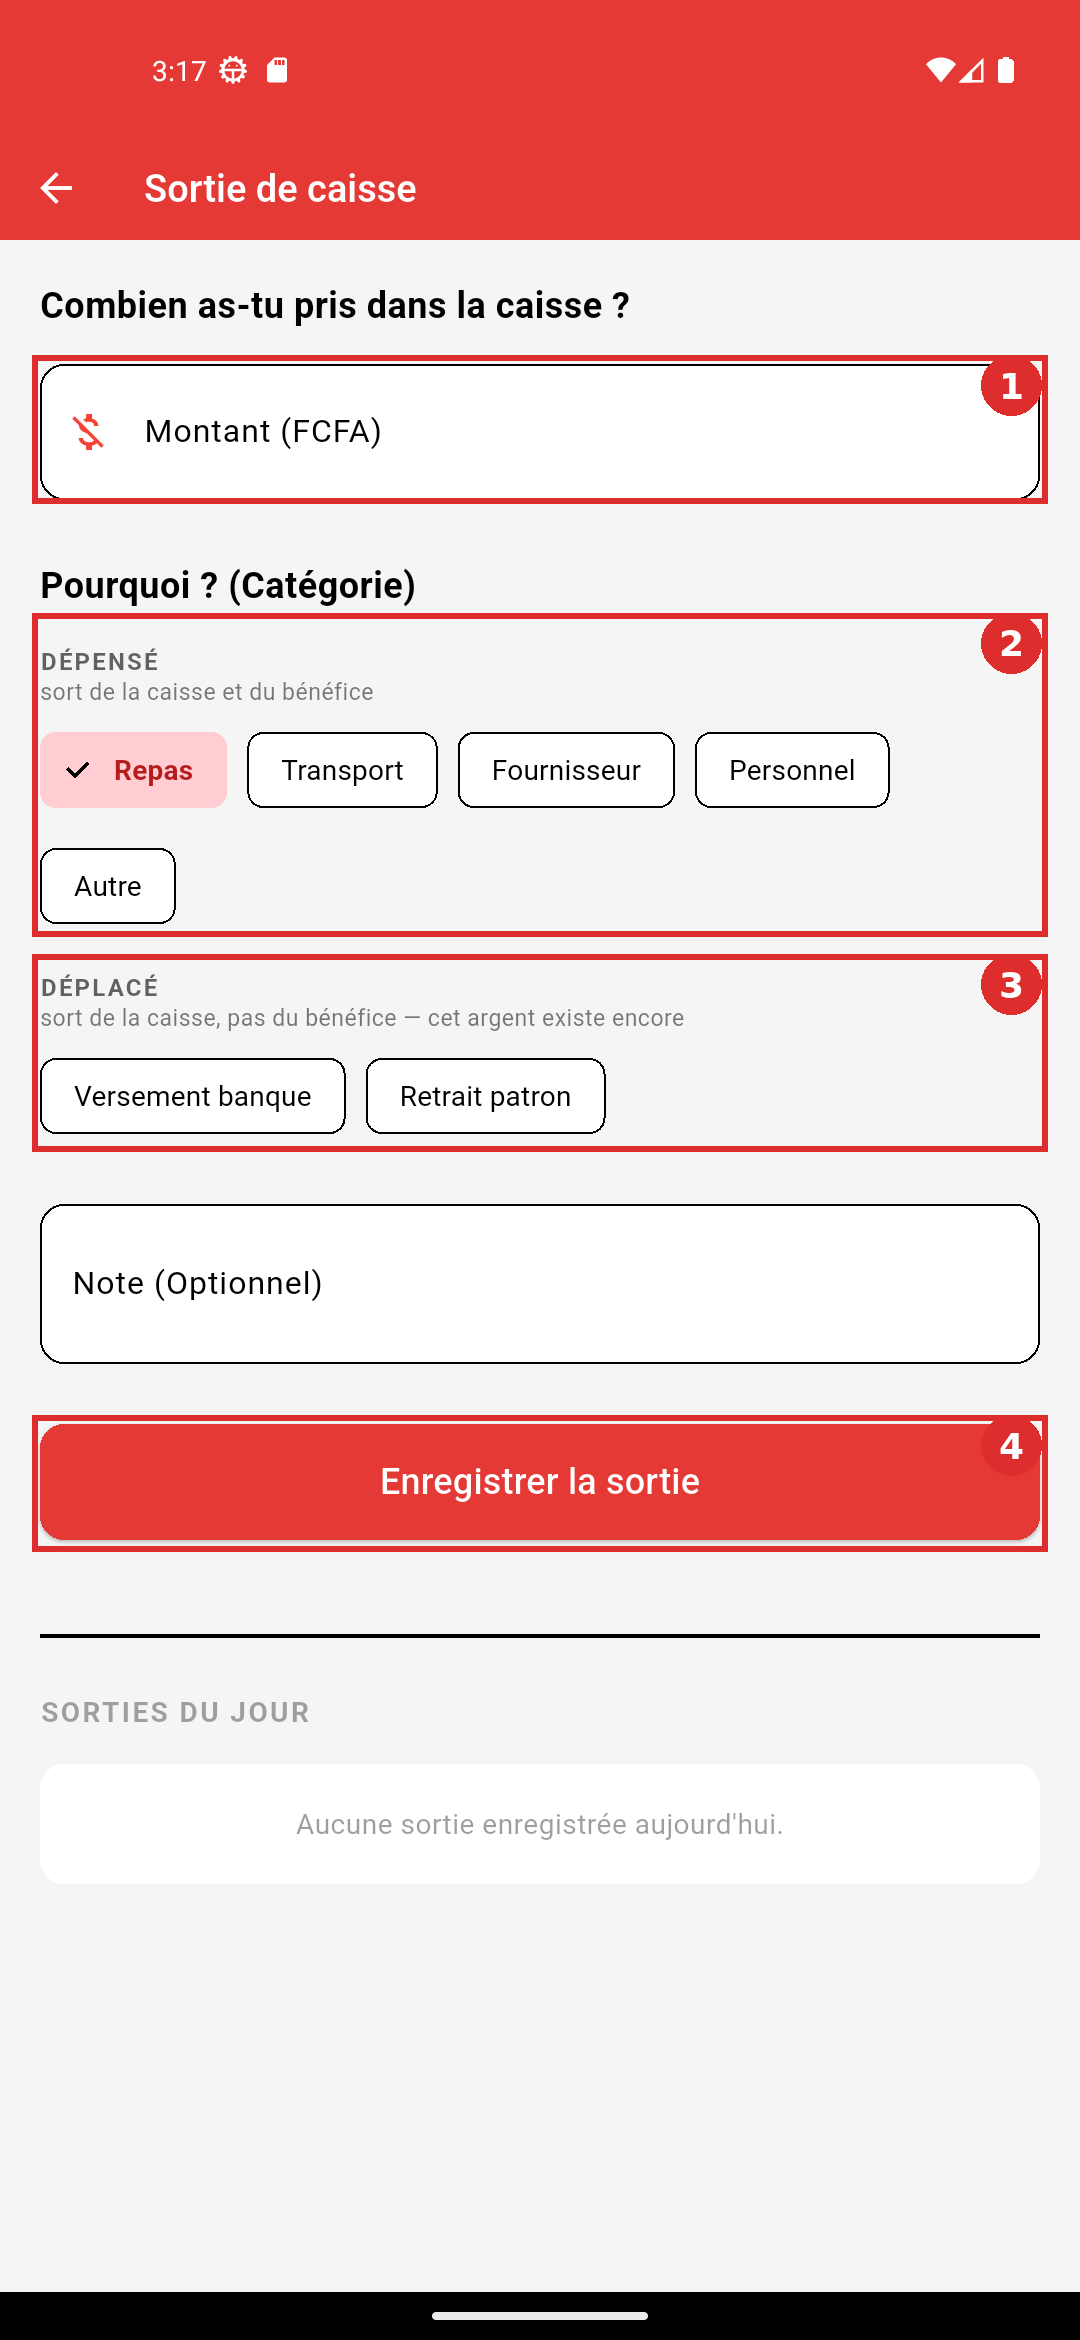 3:17
Sortie de caisse
Combien as-tu pris dans la caisse ?
1
Montant (FCFA)
Pourquoi ? (Catégorie)
2
DÉPENSÉ
sort de la caisse et du bénéfice
Repas Transport Fournisseur Personnel
Autre
3
DÉPLACÉ
sort de la caisse, pas du bénéfice — cet argent existe encore
Versement banque Retrait patron
Note (Optionnel)
4
Enregistrer la sortie
SORTIES DU JOUR
Aucune sortie enregistrée aujourd'hui.